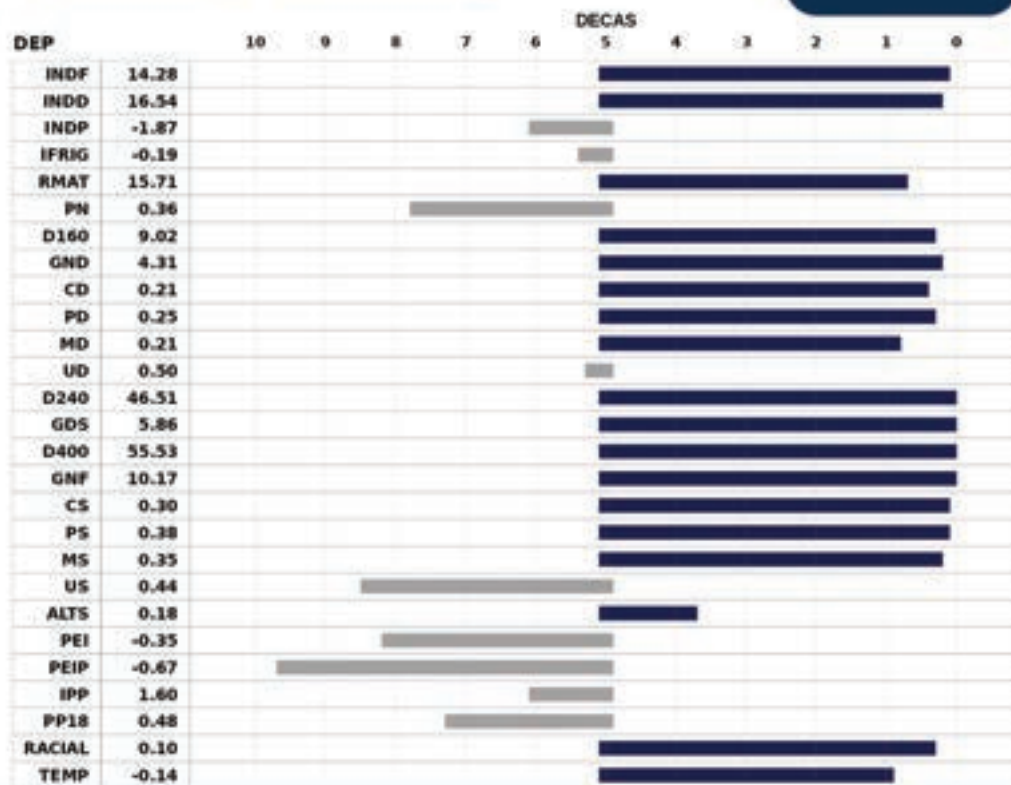 DECAS
DEP 10 9 8 7 6 5 4 3 2 1 0
INDF 14.28
INDD 16.54
INDP -1.87
IFRIG -0.19
RMAT 15.71
PN 0.36
D160 9.02
GND 4.31
CD 0.21
PD 0.25
MD 0.21
UD 0.50
D240 46.51
GDS 5.86
D400 55.53
GNF 10.17
CS 0.30
PS 0.38
MS 0.35
US 0.44
ALTS 0.18
PEI -0.35
PEIP -0.67
IPP 1.60
PP18 0.48
RACIAL 0.10
TEMP -0.14